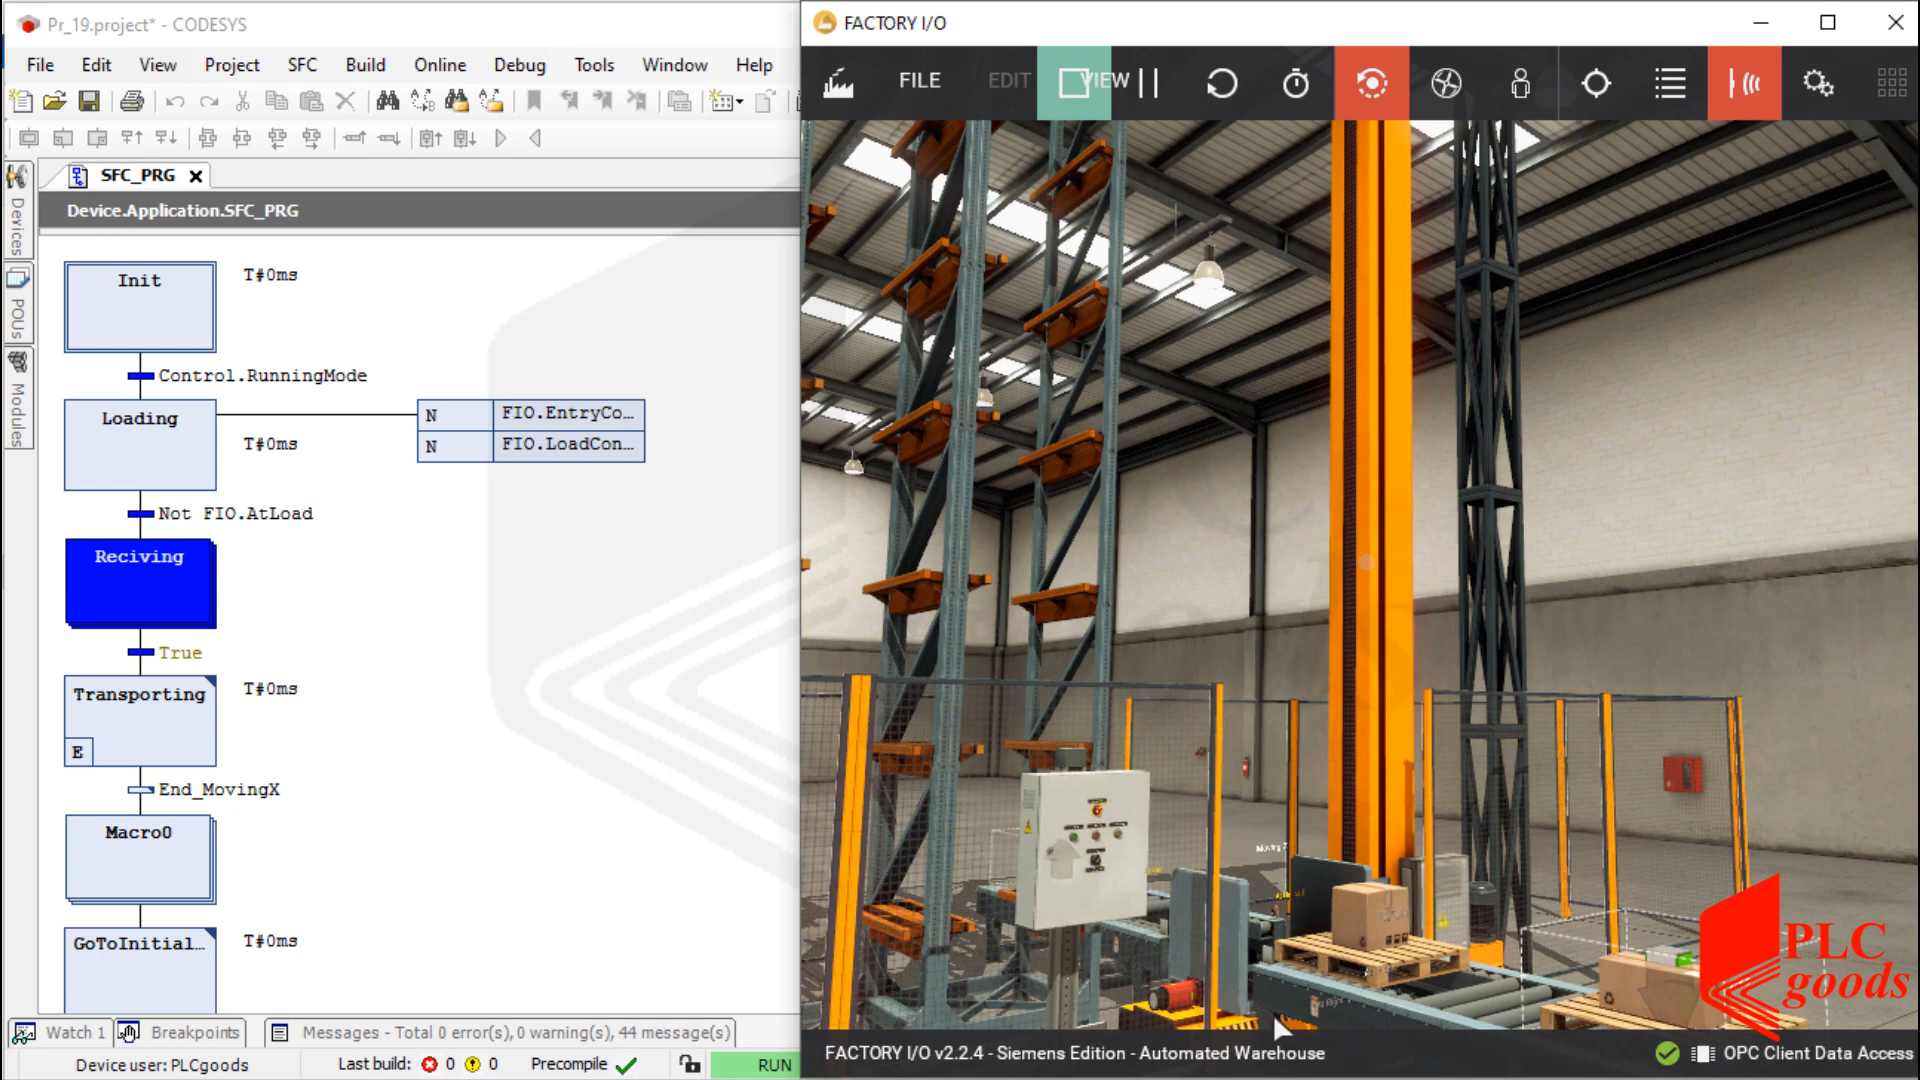 Pr_19.project* - CODESYS
File Edit View Project SFC Build Online Debug Tools Window Help
SFC_PRG
Device.Application.SFC_PRG
Devices
POUs
Modules
Init
T#0ms
Control.RunningMode
Loading
T#0ms
N FIO.EntryCo...
N FIO.LoadCon...
Not FIO.AtLoad
Reciving
True
Transporting
T#0ms
E
End_MovingX
Macro0
GoToInitial...
T#0ms
Watch 1 Breakpoints Messages - Total 0 error(s), 0 warning(s), 44 message(s)
Device user: PLCgoods Last build: 0 0 Precompile RUN
FACTORY I/O
FILE EDIT VIEW
PLC
goods
FACTORY I/O v2.2.4 - Siemens Edition - Automated Warehouse
OPC Client Data Access